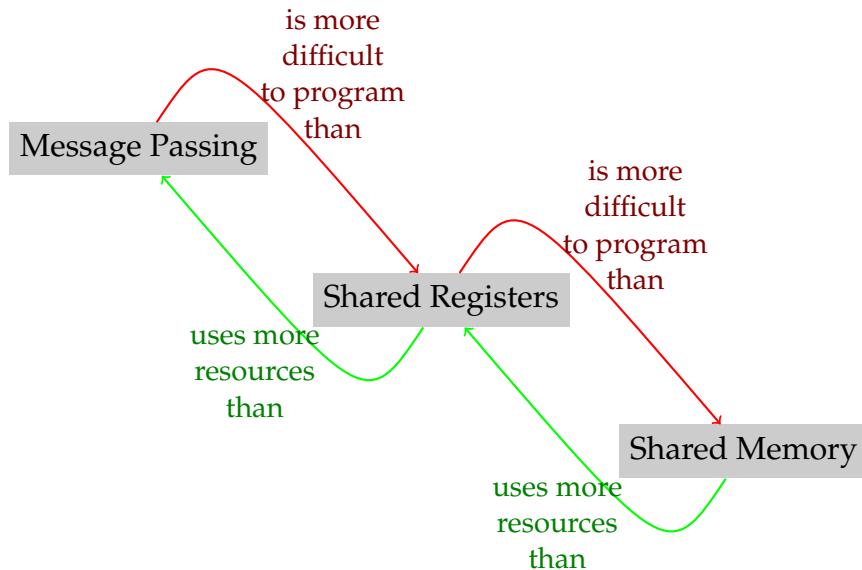 is more
difficult
to program
than
Message Passing
is more
difficult
to program
than
Shared Registers
uses more
resources
than
Shared Memory
uses more
resources
than